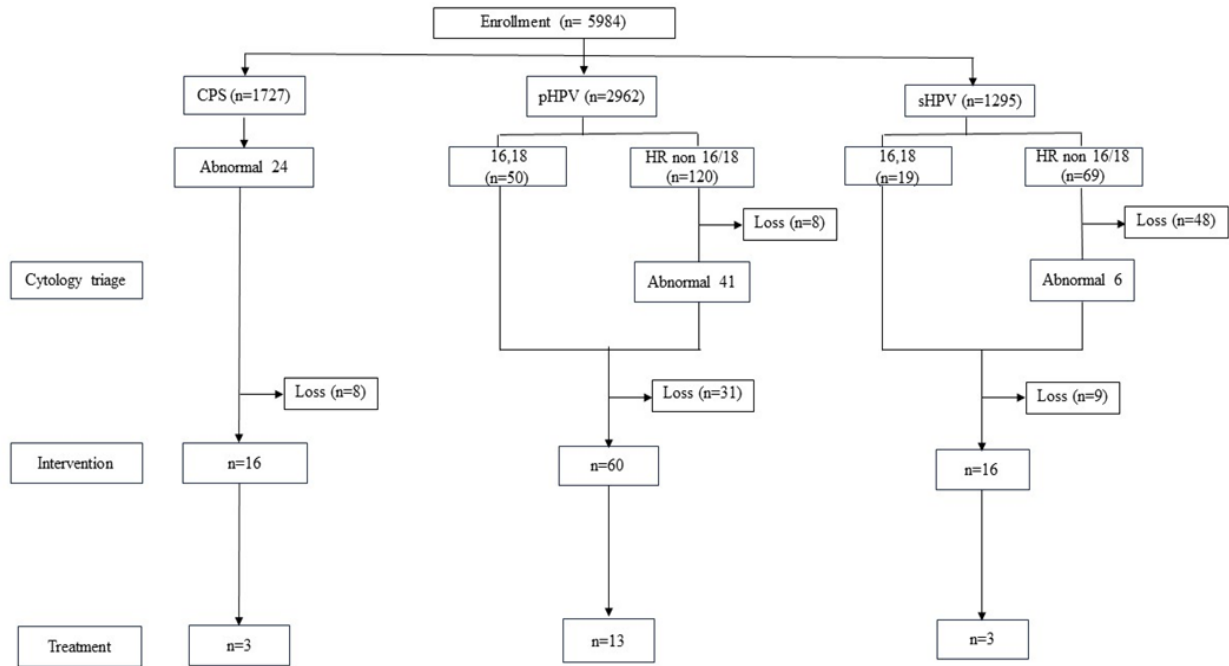 Enrollment (n= 5984)
CPS (n=1727)
pHPV (n=2962)
sHPV (n=1295)
Abnormal 24
16,18
(n=50)
HR non 16/18
(n=120)
16,18
(n=19)
HR non 16/18
(n=69)
Loss (n=8)
Loss (n=48)
Cytology triage
Abnormal 41
Abnormal 6
Loss (n=8)
Loss (n=31)
Loss (n=9)
Intervention
n=16
n=60
n=16
Treatment
n=3
n=13
n=3